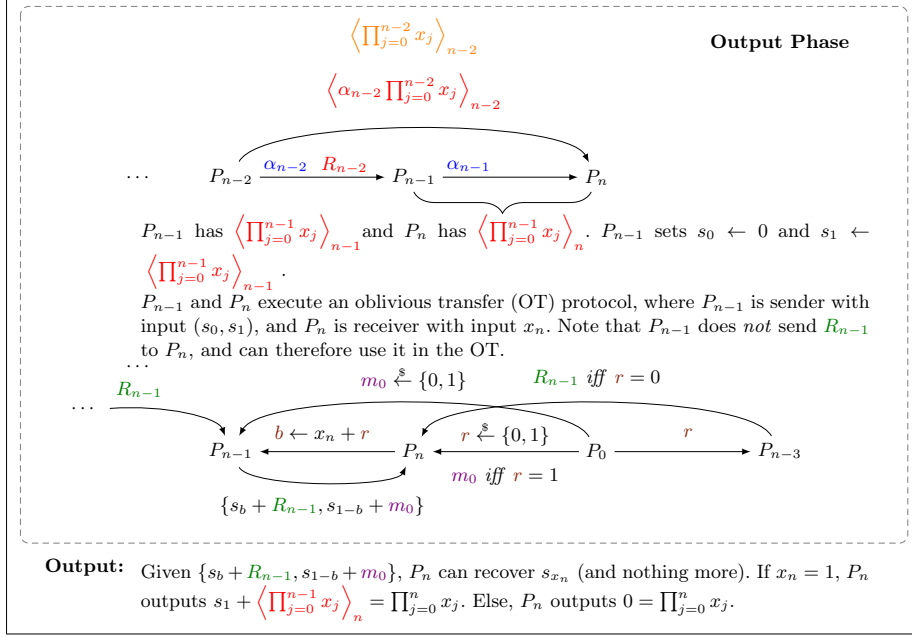 ⟨∏_{j=0}^{n−2} x_j⟩_{n−2}
Output Phase
⟨α_{n−2} ∏_{j=0}^{n−2} x_j⟩_{n−2}
··· P_{n−2} α_{n−2} R_{n−2} P_{n−1} α_{n−1} P_n
P_{n−1} has ⟨∏_{j=0}^{n−1} x_j⟩_{n−1} and P_n has ⟨∏_{j=0}^{n−1} x_j⟩_n. P_{n−1} sets s_0 ← 0 and s_1 ←
⟨∏_{j=0}^{n−1} x_j⟩_{n−1} .
P_{n−1} and P_n execute an oblivious transfer (OT) protocol, where P_{n−1} is sender with
input (s_0, s_1), and P_n is receiver with input x_n. Note that P_{n−1} does not send R_{n−1}
to P_n, and can therefore use it in the OT.
···
m_0 ←$ {0, 1} R_{n−1} iff r = 0
R_{n−1}
···
b ← x_n + r r ←$ {0, 1} r
P_{n−1} P_n P_0 P_{n−3}
m_0 iff r = 1
{s_b + R_{n−1}, s_{1−b} + m_0}
Output: Given {s_b + R_{n−1}, s_{1−b} + m_0}, P_n can recover s_{x_n} (and nothing more). If x_n = 1, P_n
outputs s_1 + ⟨∏_{j=0}^{n−1} x_j⟩_n = ∏_{j=0}^{n} x_j. Else, P_n outputs 0 = ∏_{j=0}^{n} x_j.